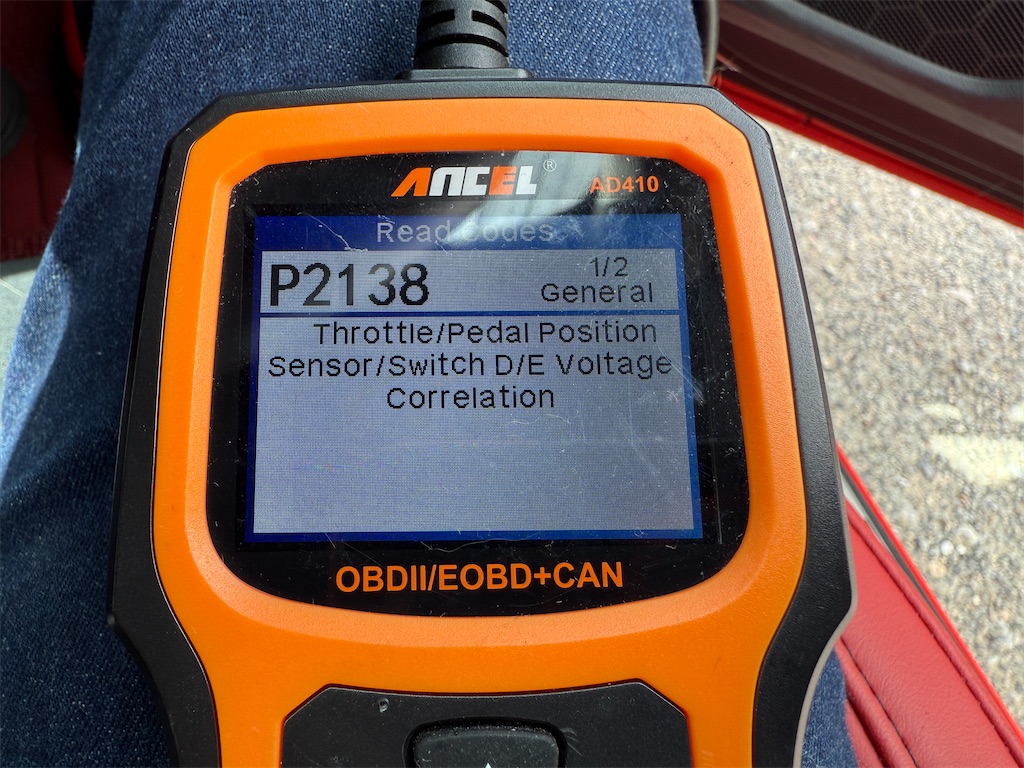 ANCEL®
AD410
Read Codes
P2138
1/2
General
Throttle/Pedal Position
Sensor/Switch D/E Voltage
Correlation
OBDII/EOBD+CAN